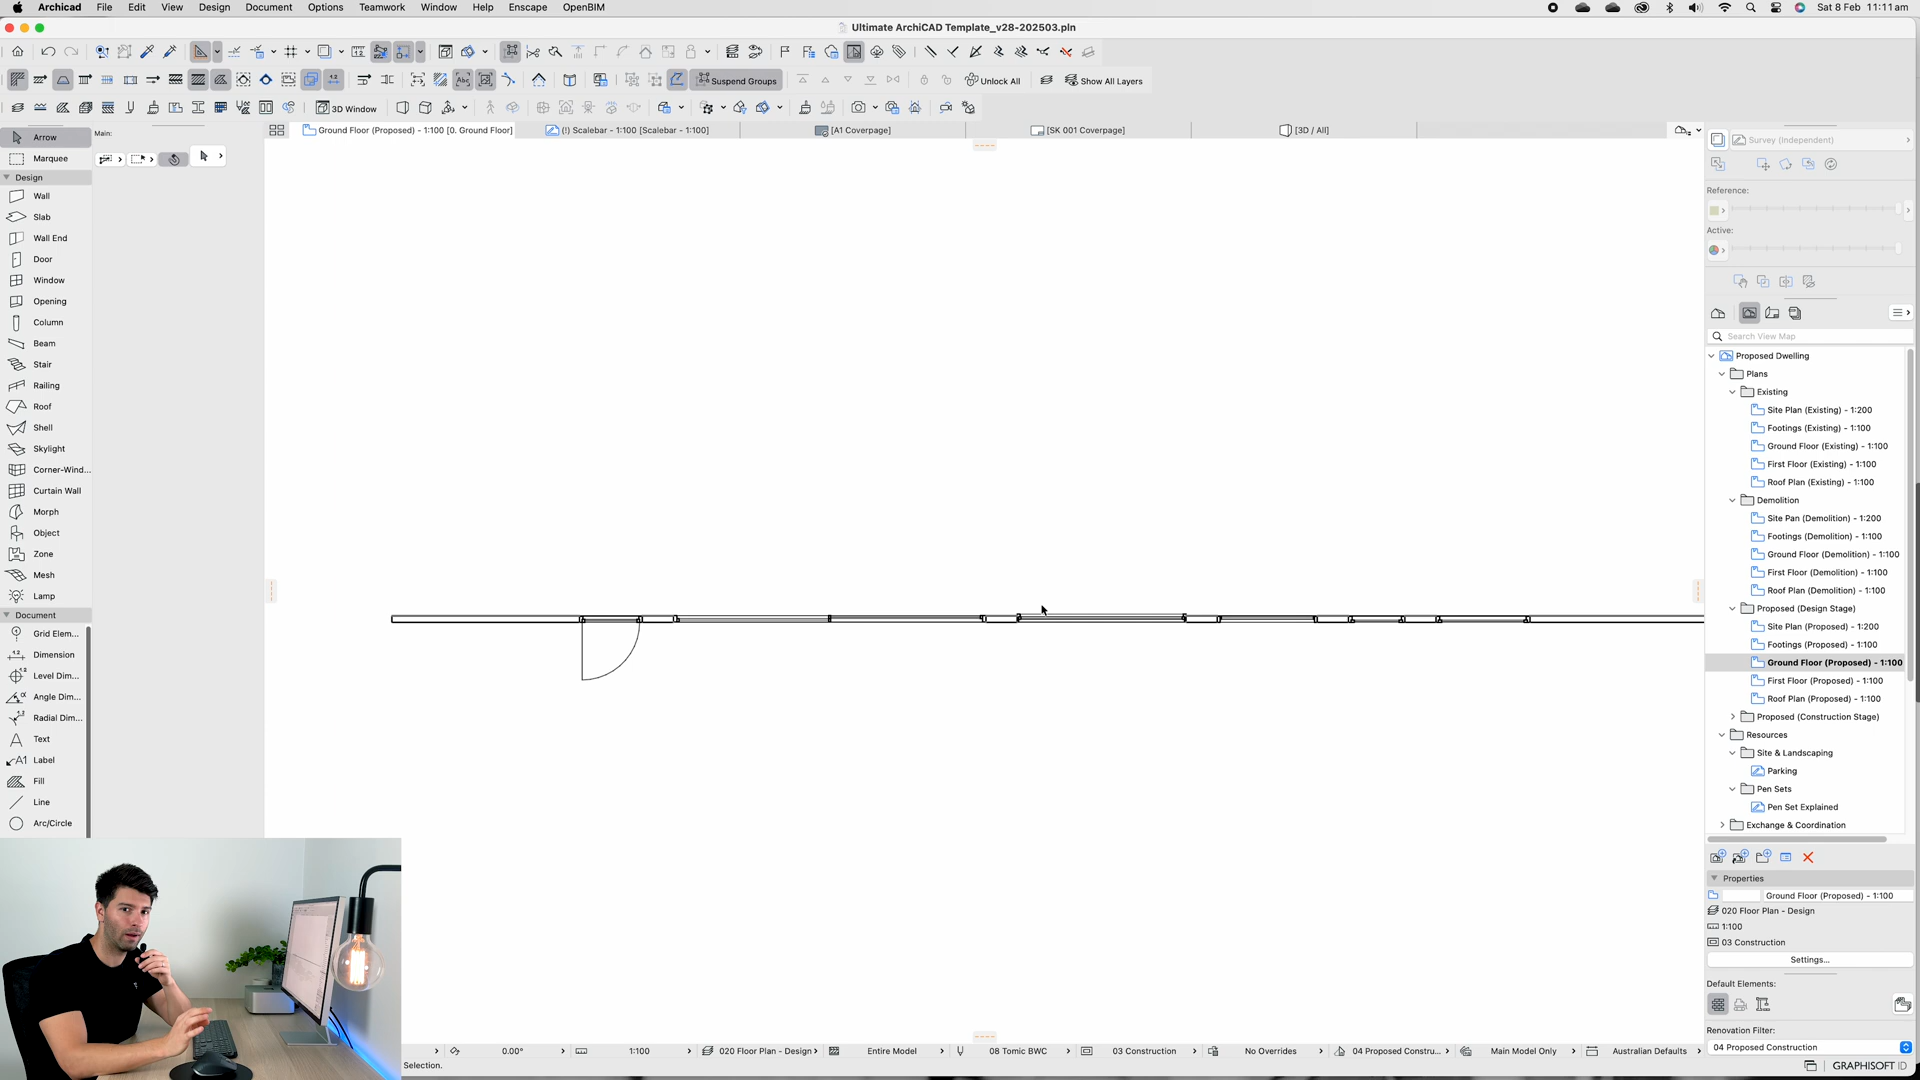 Archicad File Edit View Design Document Options Teamwork Window Help Enscape OpenBIM Sat 8 Feb 11:11 am
Ultimate ArchiCAD Template_v28-202503.pln
Suspend Groups Unlock All Show All Layers
3D Window
Arrow
Marquee
Main:
Ground Floor (Proposed) - 1:100 [0. Ground Floor]
(!) Scalebar - 1:100 [Scalebar - 1:100]
[A1 Coverpage]
[SK 001 Coverpage]
[3D / All]
Design
Wall
Slab
Wall End
Door
Window
Opening
Column
Beam
Stair
Railing
Roof
Shell
Skylight
Corner-Wind...
Curtain Wall
Morph
Object
Zone
Mesh
Lamp
Document
Grid Elem...
Dimension
Level Dim...
Angle Dim...
Radial Dim...
Text
Label
Fill
Line
Arc/Circle
Survey (Independent)
Reference:
Active:
Search View Map
Proposed Dwelling
Plans
Existing
Site Plan (Existing) - 1:200
Footings (Existing) - 1:100
Ground Floor (Existing) - 1:100
First Floor (Existing) - 1:100
Roof Plan (Existing) - 1:100
Demolition
Site Pan (Demolition) - 1:200
Footings (Demolition) - 1:100
Ground Floor (Demolition) - 1:100
First Floor (Demolition) - 1:100
Roof Plan (Demolition) - 1:100
Proposed (Design Stage)
Site Plan (Proposed) - 1:200
Footings (Proposed) - 1:100
Ground Floor (Proposed) - 1:100
First Floor (Proposed) - 1:100
Roof Plan (Proposed) - 1:100
Proposed (Construction Stage)
Resources
Site & Landscaping
Parking
Pen Sets
Pen Set Explained
Exchange & Coordination
Properties
Ground Floor (Proposed) - 1:100
020 Floor Plan - Design
1:100
03 Construction
Settings...
Default Elements:
Renovation Filter:
04 Proposed Construction
0.00° 1:100 020 Floor Plan - Design Entire Model 08 Tomic BWC 03 Construction No Overrides 04 Proposed Constru... Main Model Only Australian Defaults
Selection.
GRAPHISOFT ID